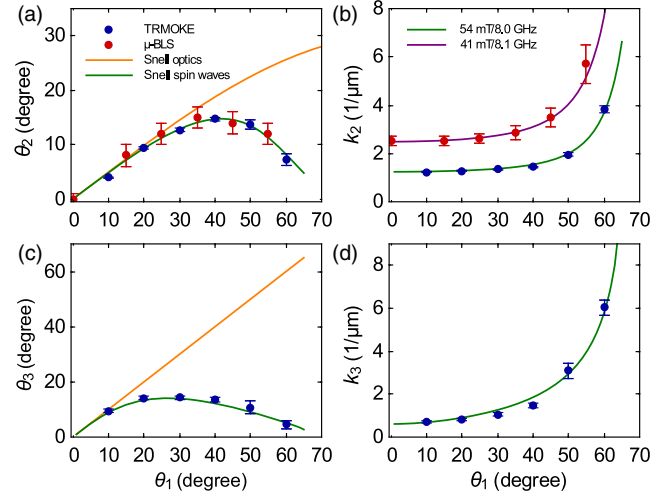 (a)
TRMOKE
μ-BLS
Snell optics
Snell spin waves
θ2 (degree)
30
20
10
0
0 10 20 30 40 50 60 70
(b)
54 mT/8.0 GHz
41 mT/8.1 GHz
k2 (1/μm)
8
6
4
2
0
0 10 20 30 40 50 60 70
(c)
θ3 (degree)
60
40
20
0
0 10 20 30 40 50 60 70
θ1 (degree)
(d)
k3 (1/μm)
8
6
4
2
0
0 10 20 30 40 50 60 70
θ1 (degree)